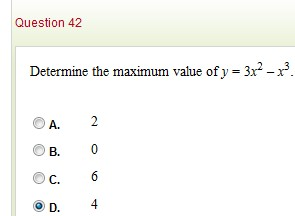 Question 42
Determine the maximum value of y = 3x² – x³.
A. 2
B. 0
C. 6
D. 4